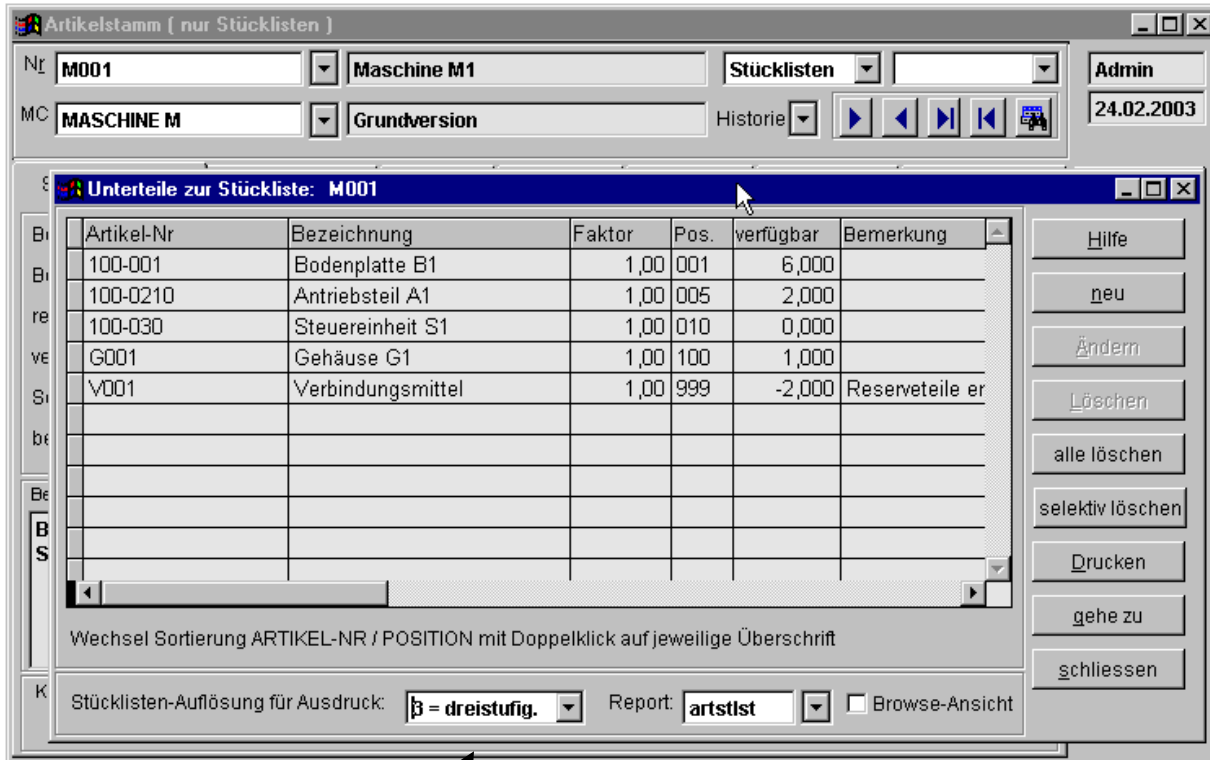 Artikelstamm ( nur Stücklisten )
Nr M001 Maschine M1 Stücklisten Admin
MC MASCHINE M Grundversion Historie 24.02.2003
Unterteile zur Stückliste: M001
Artikel-Nr Bezeichnung Faktor Pos. verfügbar Bemerkung
100-001 Bodenplatte B1 1,00 001 6,000
100-0210 Antriebsteil A1 1,00 005 2,000
100-030 Steuereinheit S1 1,00 010 0,000
G001 Gehäuse G1 1,00 100 1,000
V001 Verbindungsmittel 1,00 999 -2,000 Reserveteile er
Wechsel Sortierung ARTIKEL-NR / POSITION mit Doppelklick auf jeweilige Überschrift
Stücklisten-Auflösung für Ausdruck: 3 = dreistufig. Report: artstlst Browse-Ansicht
Hilfe
neu
Ändern
Löschen
alle löschen
selektiv löschen
Drucken
gehe zu
schliessen